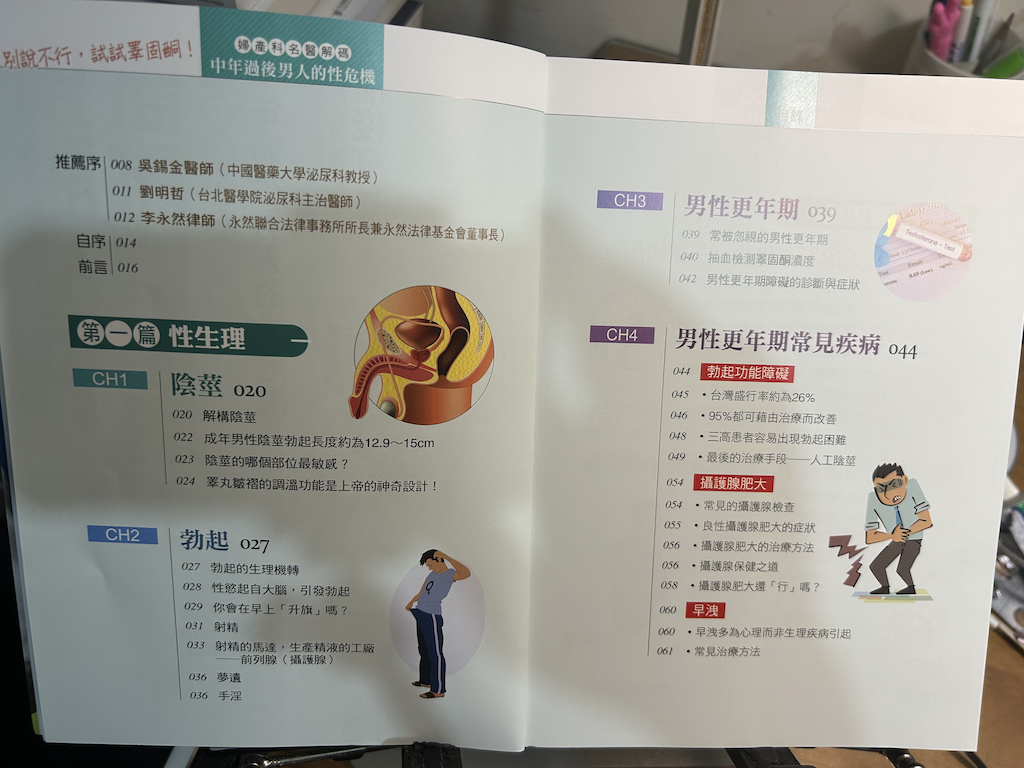 別說不行，試試睪固酮！
婦產科名醫解碼
中年過後男人的性危機
推薦序 008 吳錫金醫師（中國醫藥大學泌尿科教授）
011 劉明哲（台北醫學院泌尿科主治醫師）
012 李永然律師（永然聯合法律事務所所長兼永然法律基金會董事長）
自序 014
前言 016
第一篇 性生理
CH1 陰莖 020
020 解構陰莖
022 成年男性陰莖勃起長度約為12.9～15cm
023 陰莖的哪個部位最敏感？
024 睪丸皺褶的調溫功能是上帝的神奇設計！
CH2 勃起 027
027 勃起的生理機轉
028 性慾起自大腦，引發勃起
029 你會在早上「升旗」嗎？
031 射精
033 射精的馬達，生產精液的工廠
——前列腺（攝護腺）
036 夢遺
036 手淫
目錄
CH3 男性更年期 039
039 常被忽視的男性更年期
040 抽血檢測睪固酮濃度
042 男性更年期障礙的診斷與症狀
Testosterone - Test
CH4 男性更年期常見疾病 044
044 勃起功能障礙
045 •台灣盛行率約為26%
046 •95%都可藉由治療而改善
048 •三高患者容易出現勃起困難
049 •最後的治療手段——人工陰莖
054 攝護腺肥大
054 •常見的攝護腺檢查
055 •良性攝護腺肥大的症狀
056 •攝護腺肥大的治療方法
056 •攝護腺保健之道
058 •攝護腺肥大還「行」嗎？
060 早洩
060 •早洩多為心理而非生理疾病引起
061 •常見治療方法